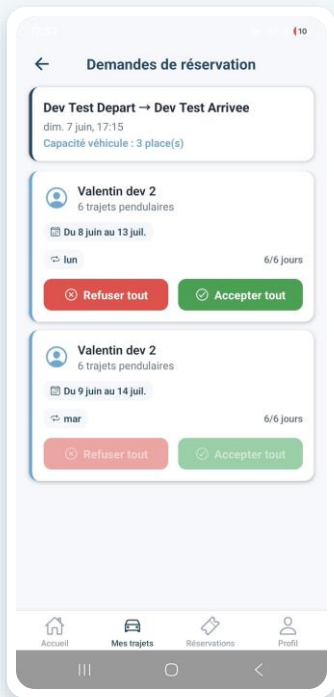 10
Demandes de réservation
Dev Test Depart → Dev Test Arrivee
dim. 7 juin, 17:15
Capacité véhicule : 3 place(s)
Valentin dev 2
6 trajets pendulaires
Du 8 juin au 13 juil.
lun 6/6 jours
Refuser tout Accepter tout
Valentin dev 2
6 trajets pendulaires
Du 9 juin au 14 juil.
mar 6/6 jours
Refuser tout Accepter tout
Accueil Mes trajets Réservations Profil